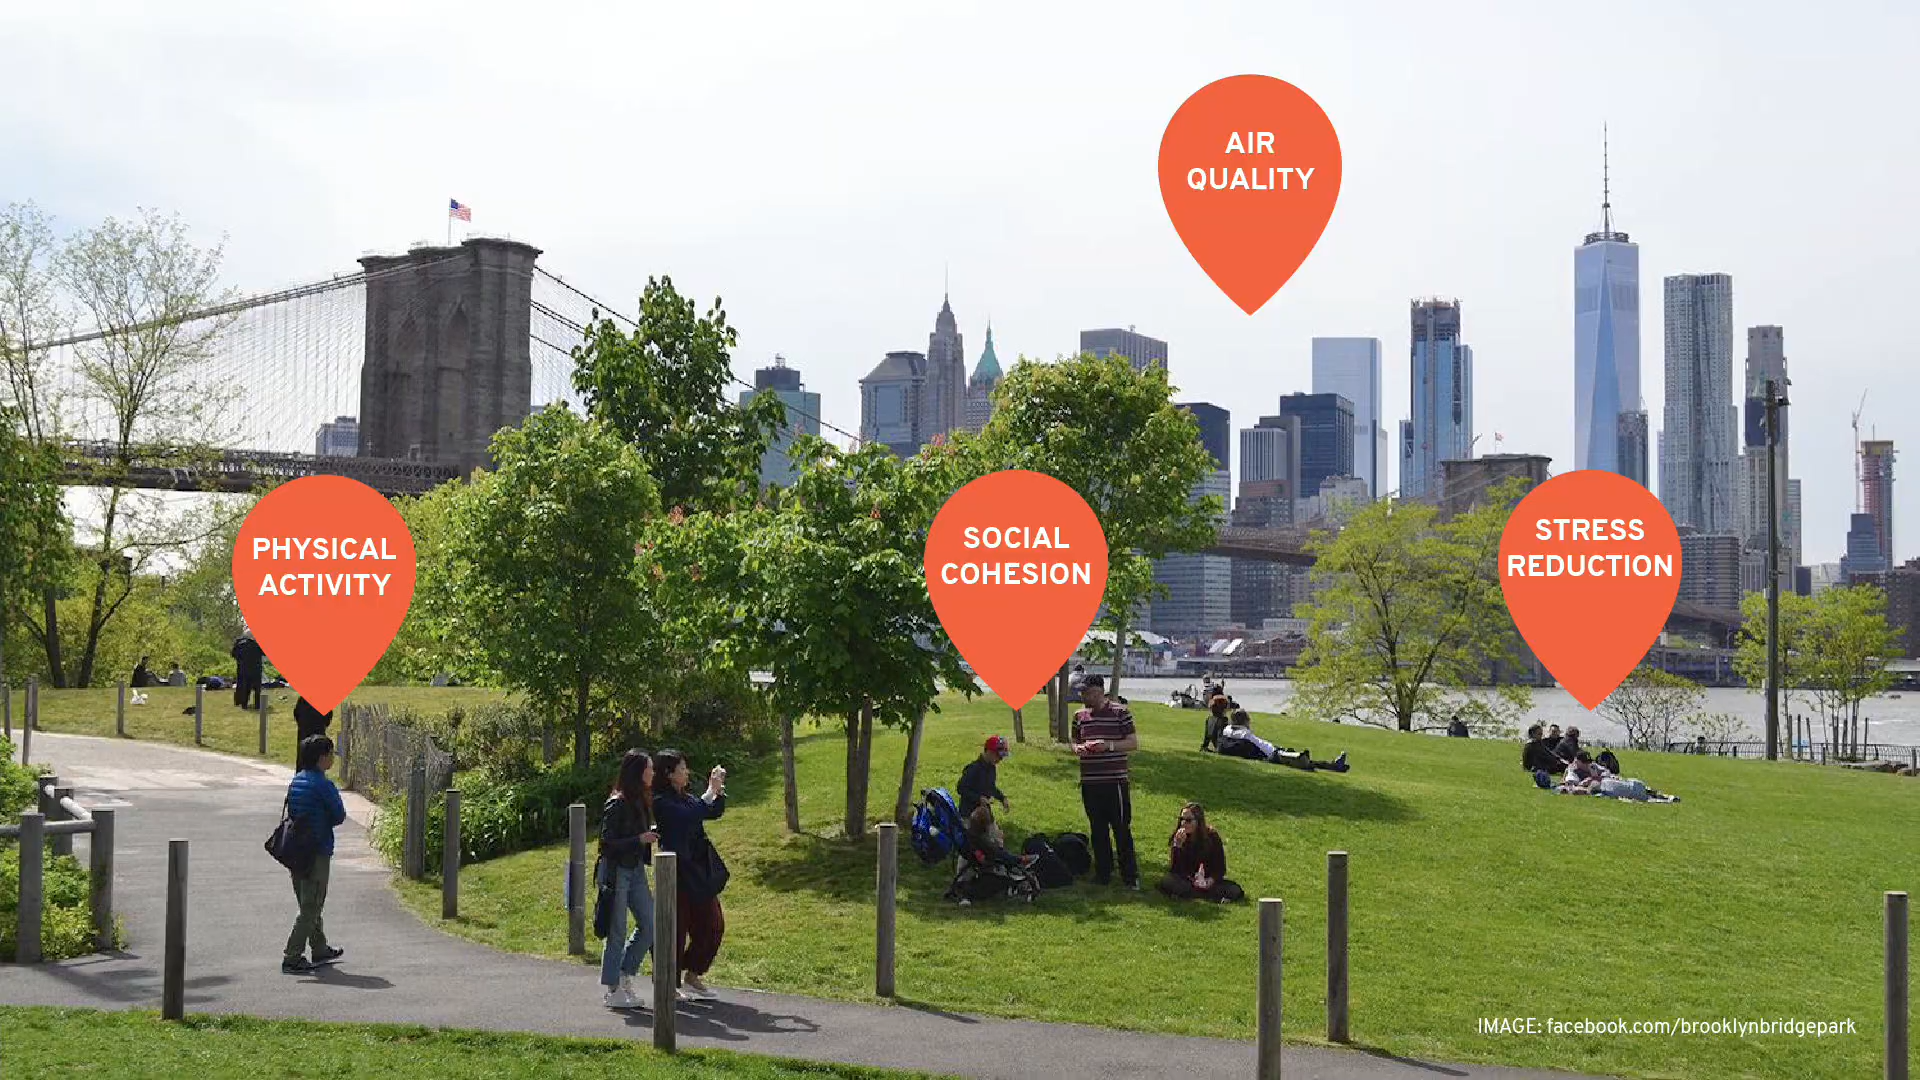 AIR
QUALITY
PHYSICAL
ACTIVITY
SOCIAL
COHESION
STRESS
REDUCTION
IMAGE: facebook.com/brooklynbridgepark